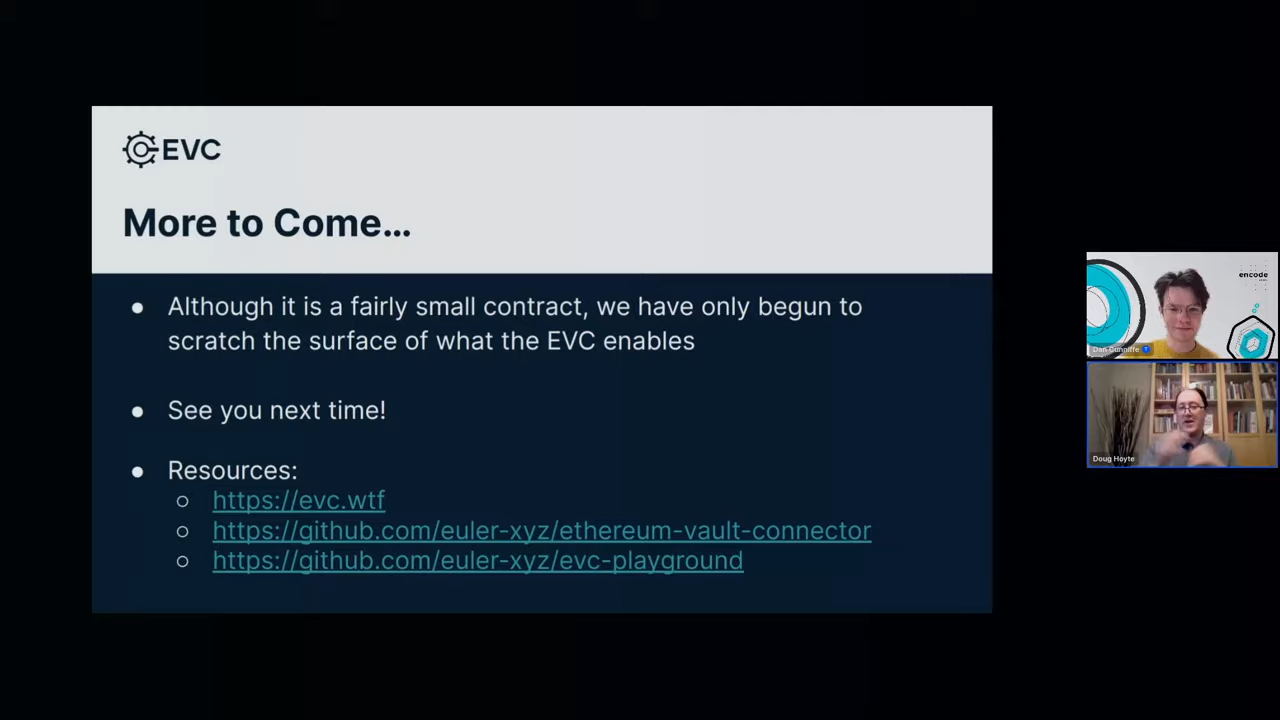 EVC
More to Come...
Although it is a fairly small contract, we have only begun to
scratch the surface of what the EVC enables
See you next time!
Resources:
https://evc.wtf
https://github.com/euler-xyz/ethereum-vault-connector
https://github.com/euler-xyz/evc-playground
encode
Dan Cunniffe
Doug Hoyte